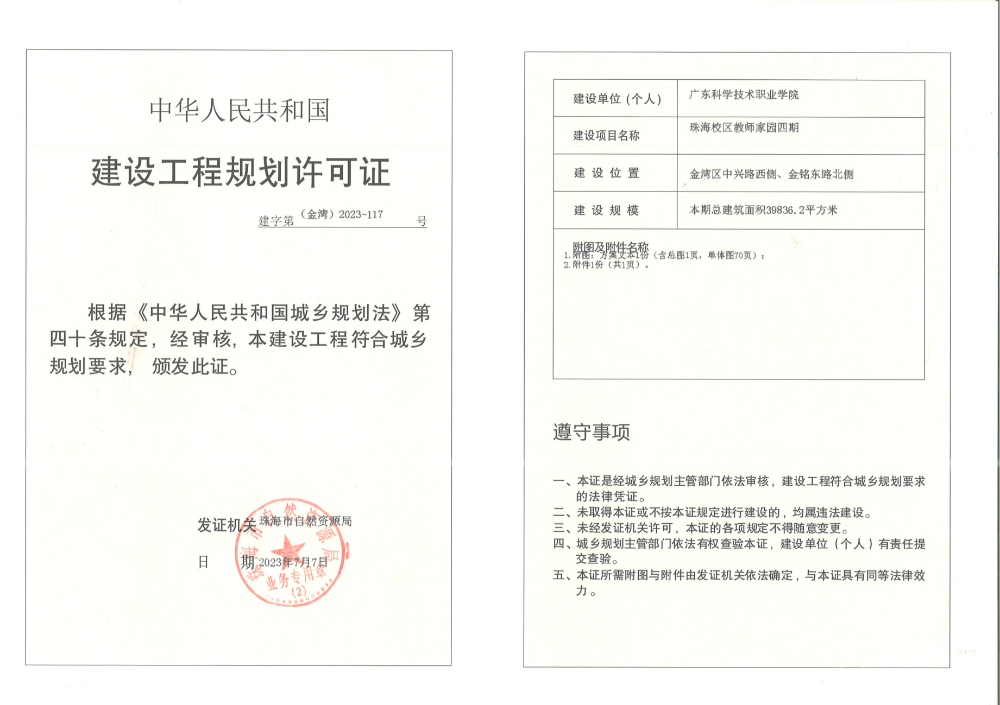 中华人民共和国
建设工程规划许可证
建字第（金湾）2023-117号
根据《中华人民共和国城乡规划法》第
四十条规定，经审核，本建设工程符合城乡
规划要求，颁发此证。
发证机关 珠海市自然资源局
日期 2023年7月7日
珠海市自然资源局
业务专用章
(2)
建设单位(个人) 广东科学技术职业学院
建设项目名称 珠海校区教师家园四期
建设位置 金湾区中兴路西侧、金铭东路北侧
建设规模 本期总建筑面积39836.2平方米
附图及附件名称
1.附图：方案文本1份（含总图1页，单体图70页）；
2.附件1份（共1页）。
遵守事项
一、本证是经城乡规划主管部门依法审核，建设工程符合城乡规划要求
的法律凭证。
二、未取得本证或不按本证规定进行建设的，均属违法建设。
三、未经发证机关许可，本证的各项规定不得随意变更。
四、城乡规划主管部门依法有权查验本证，建设单位（个人）有责任提
交查验。
五、本证所需附图与附件由发证机关依法确定，与本证具有同等法律效
力。